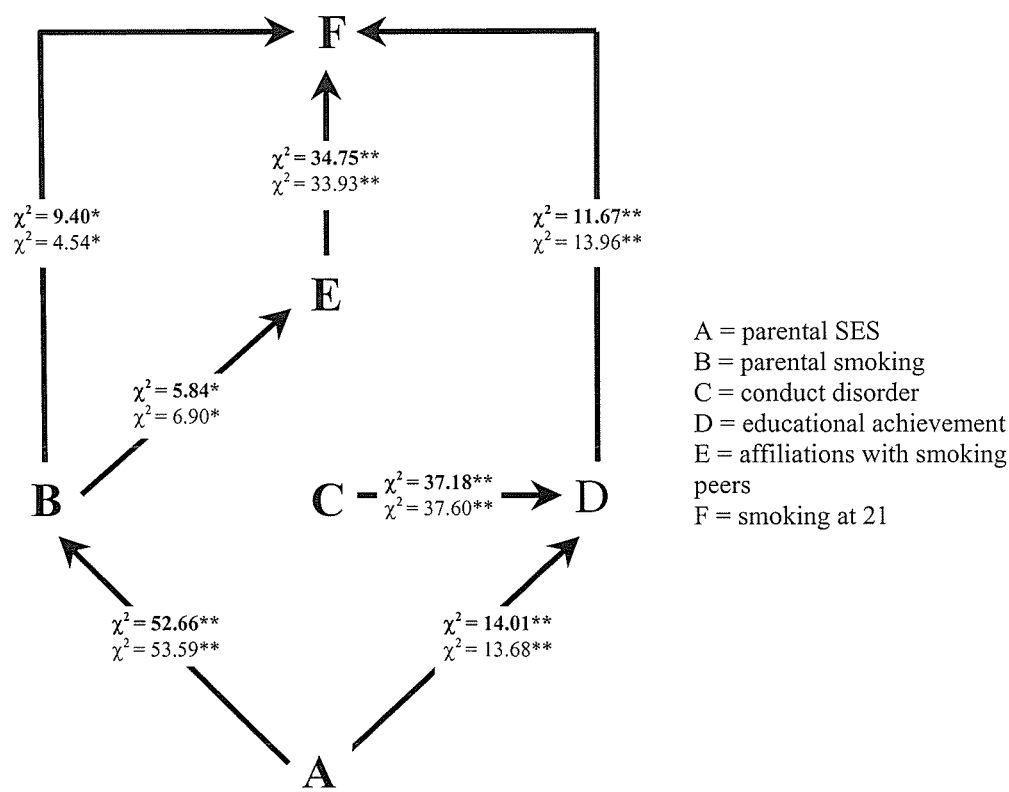 F
χ² = 34.75**
χ² = 33.93**
χ² = 9.40*
χ² = 4.54*
χ² = 11.67**
χ² = 13.96**
E
χ² = 5.84*
χ² = 6.90*
B
C
χ² = 37.18**
χ² = 37.60**
D
χ² = 52.66**
χ² = 53.59**
χ² = 14.01**
χ² = 13.68**
A
A = parental SES
B = parental smoking
C = conduct disorder
D = educational achievement
E = affiliations with smoking
peers
F = smoking at 21